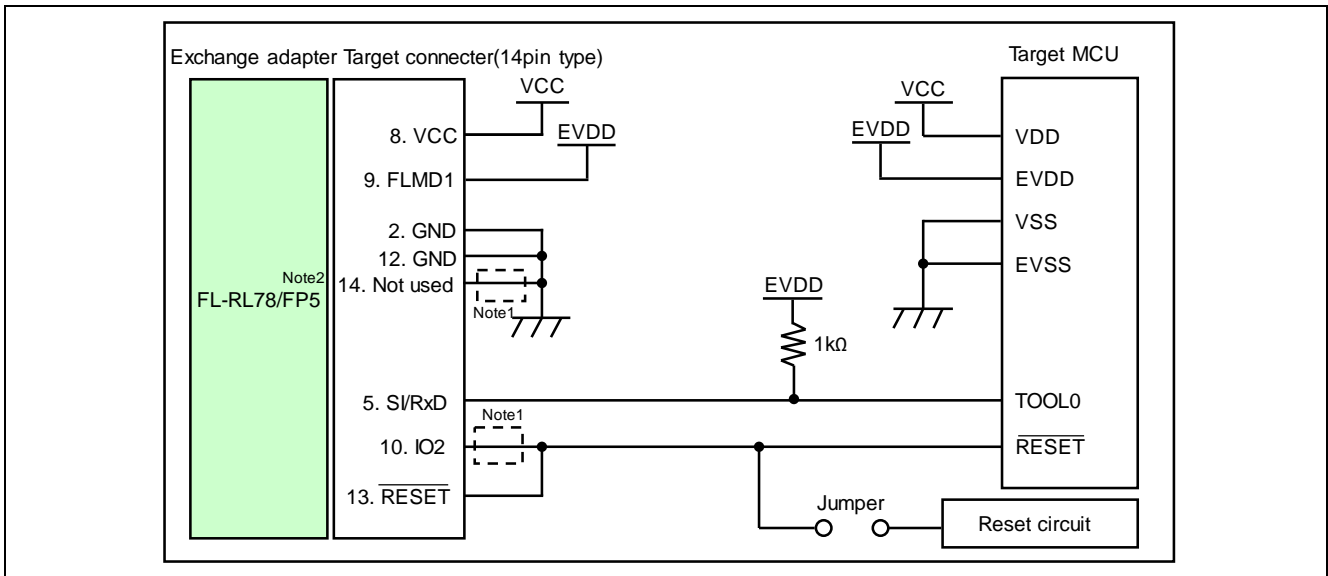 Exchange adapter Target connecter(14pin type)
Target MCU
VCC
8. VCC
EVDD
9. FLMD1
2. GND
12. GND
14. Not used
Note1
Note2
FL-RL78/FP5
5. SI/RxD
Note1
10. IO2
13. RESET
EVDD
1kΩ
VCC
EVDD
VDD
EVDD
VSS
EVSS
TOOL0
RESET
Jumper
Reset circuit